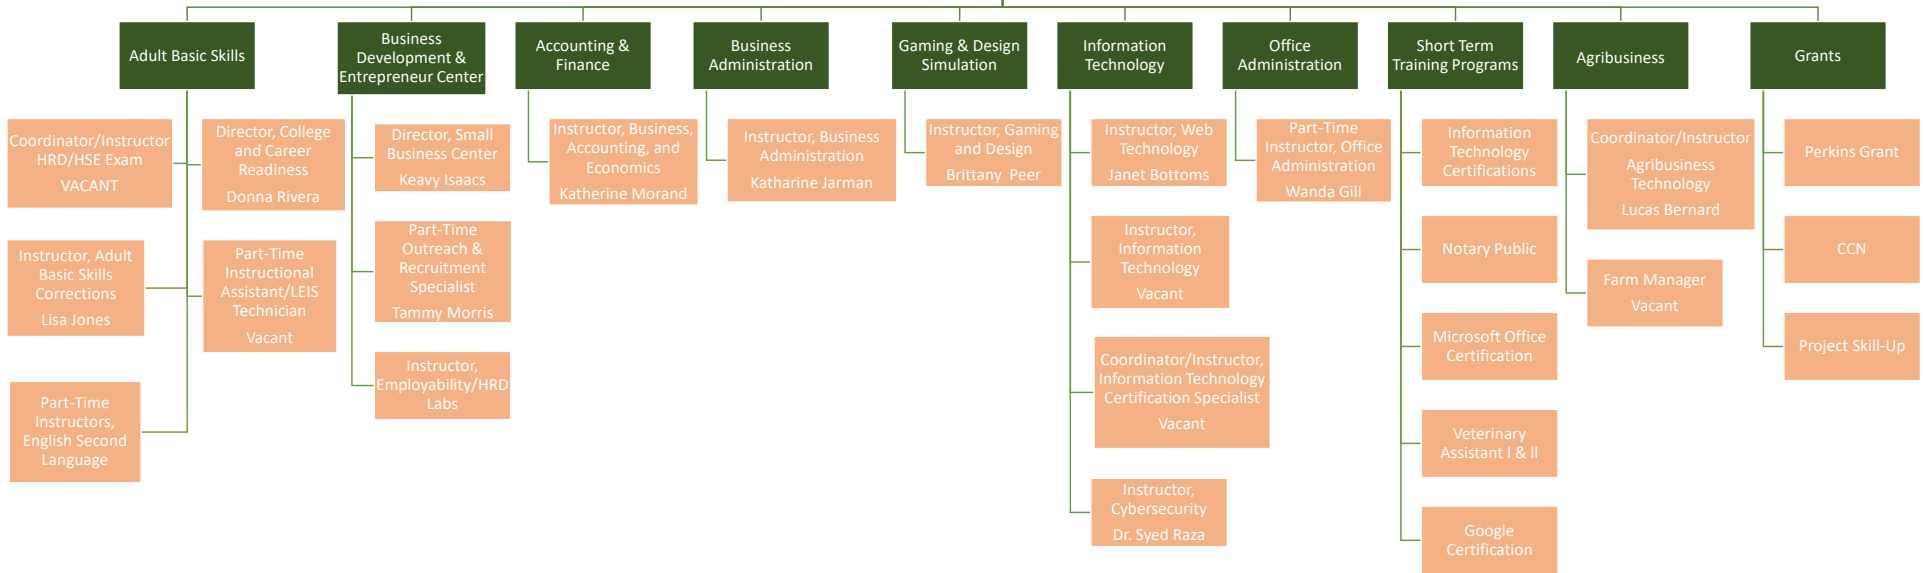 Adult Basic Skills
Coordinator/Instructor
HRD/HSE Exam
VACANT
Director, College
and Career
Readiness
Donna Rivera
Instructor, Adult
Basic Skills
Corrections
Lisa Jones
Part-Time
Instructional
Assistant/LEIS
Technician
Vacant
Part-Time
Instructors,
English Second
Language
Business
Development &
Entrepreneur Center
Director, Small
Business Center
Keavy Isaacs
Part-Time
Outreach &
Recruitment
Specialist
Tammy Morris
Instructor,
Employability/HRD
Labs
Accounting &
Finance
Instructor, Business,
Accounting, and
Economics
Katherine Morand
Business
Administration
Instructor, Business
Administration
Katharine Jarman
Gaming & Design
Simulation
Instructor, Gaming
and Design
Brittany Peer
Information
Technology
Instructor, Web
Technology
Janet Bottoms
Instructor,
Information
Technology
Vacant
Coordinator/Instructor,
Information Technology
Certification Specialist
Vacant
Instructor,
Cybersecurity
Dr. Syed Raza
Office
Administration
Part-Time
Instructor, Office
Administration
Wanda Gill
Short Term
Training Programs
Information
Technology
Certifications
Notary Public
Microsoft Office
Certification
Veterinary
Assistant l & ll
Google
Certification
Agribusiness
Coordinator/Instructor
Agribusiness
Technology
Lucas Bernard
Farm Manager
Vacant
Grants
Perkins Grant
CCN
Project Skill-Up